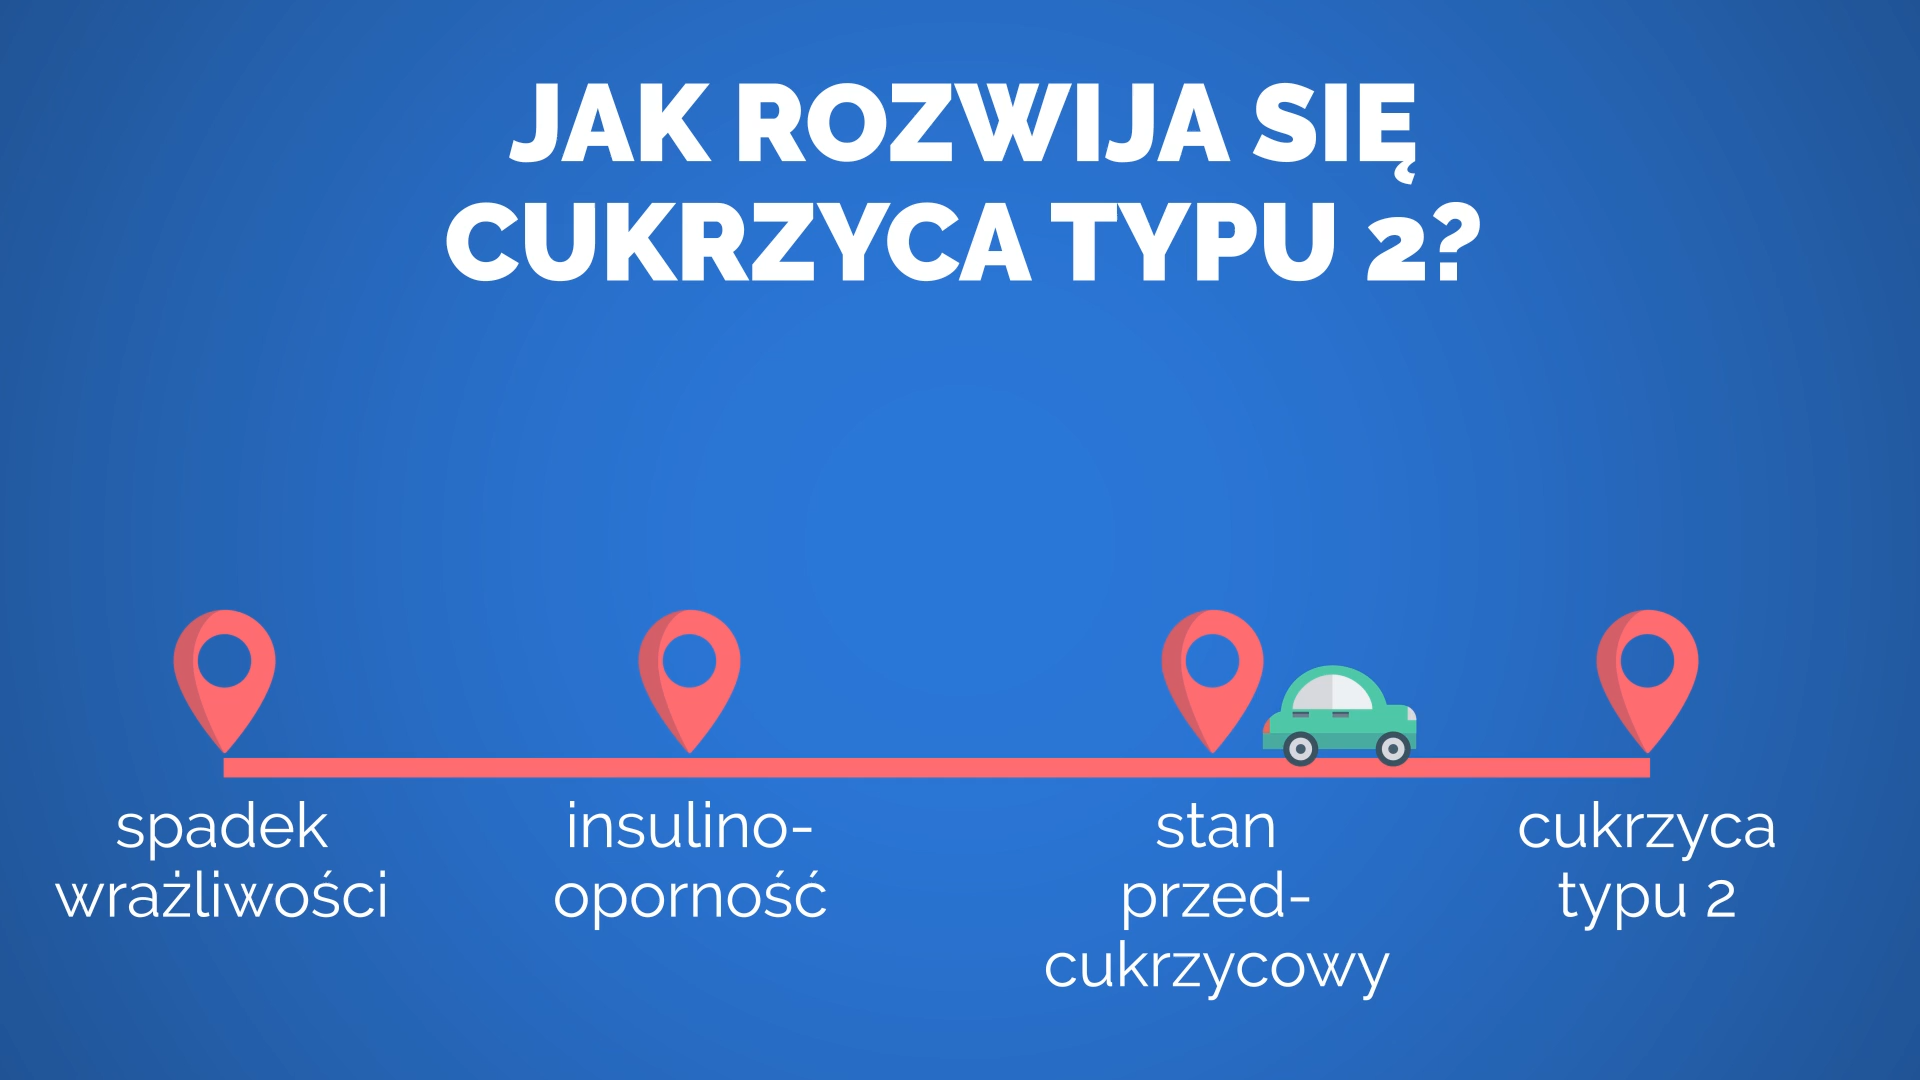 JAK ROZWIJA SIĘ
CUKRZYCA TYPU 2?
spadek
wrażliwości
insulino-
oporność
stan
przed-
cukrzycowy
cukrzyca
typu 2